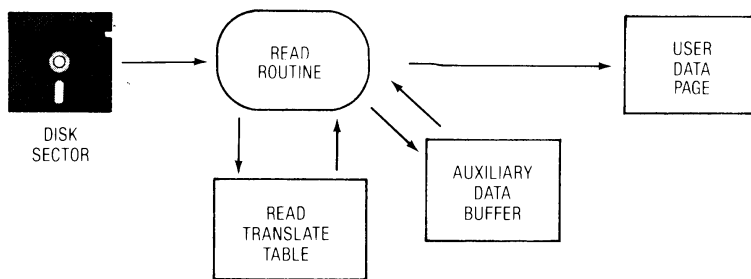 DISK
SECTOR
READ
ROUTINE
USER
DATA
PAGE
READ
TRANSLATE
TABLE
AUXILIARY
DATA
BUFFER